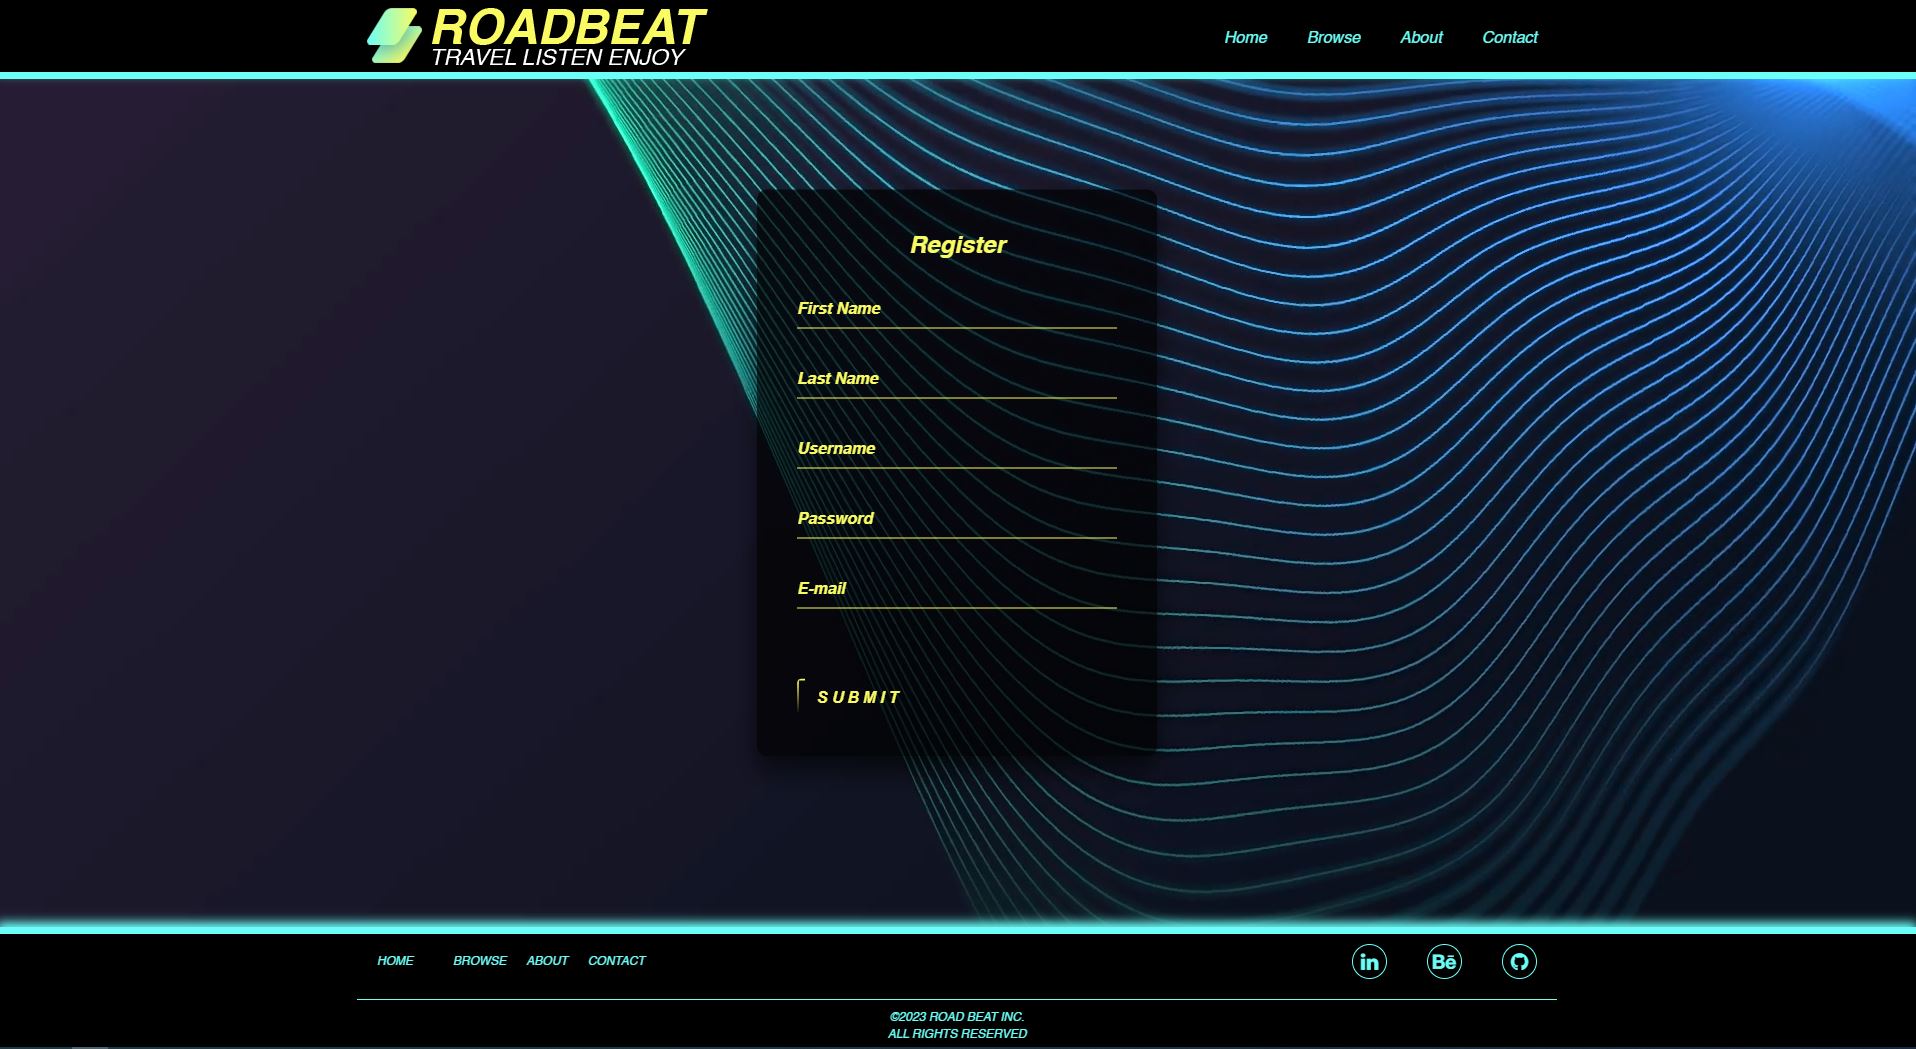 ROADBEAT
TRAVEL LISTEN ENJOY
Home Browse About Contact
Register
First Name
Last Name
Username
Password
E-mail
SUBMIT
HOME BROWSE ABOUT CONTACT
in Bē
©2023 ROAD BEAT INC.
ALL RIGHTS RESERVED